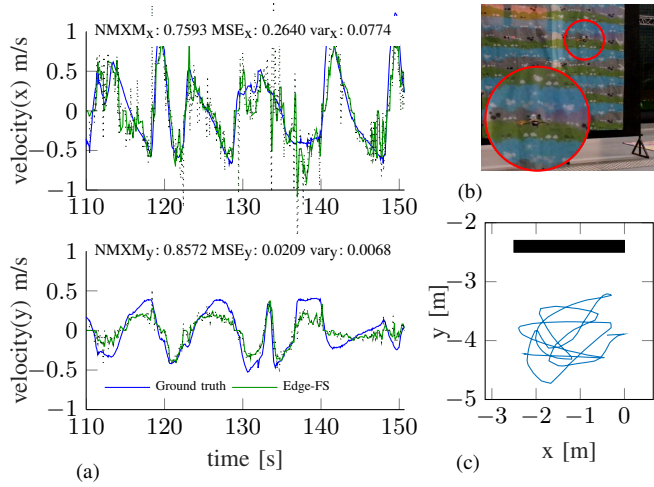 NMXMx: 0.7593 MSEx: 0.2640 varx: 0.0774
velocity(x) m/s
1
0.5
0
−0.5
−1
110 120 130 140 150
NMXMy: 0.8572 MSEy: 0.0209 vary: 0.0068
velocity(y) m/s
1
0.5
0
−0.5
−1
Ground truth Edge-FS
110 120 130 140 150
time [s]
(a)
(b)
−2
−3
−4
−5
y [m]
−3 −2 −1 0
x [m]
(c)